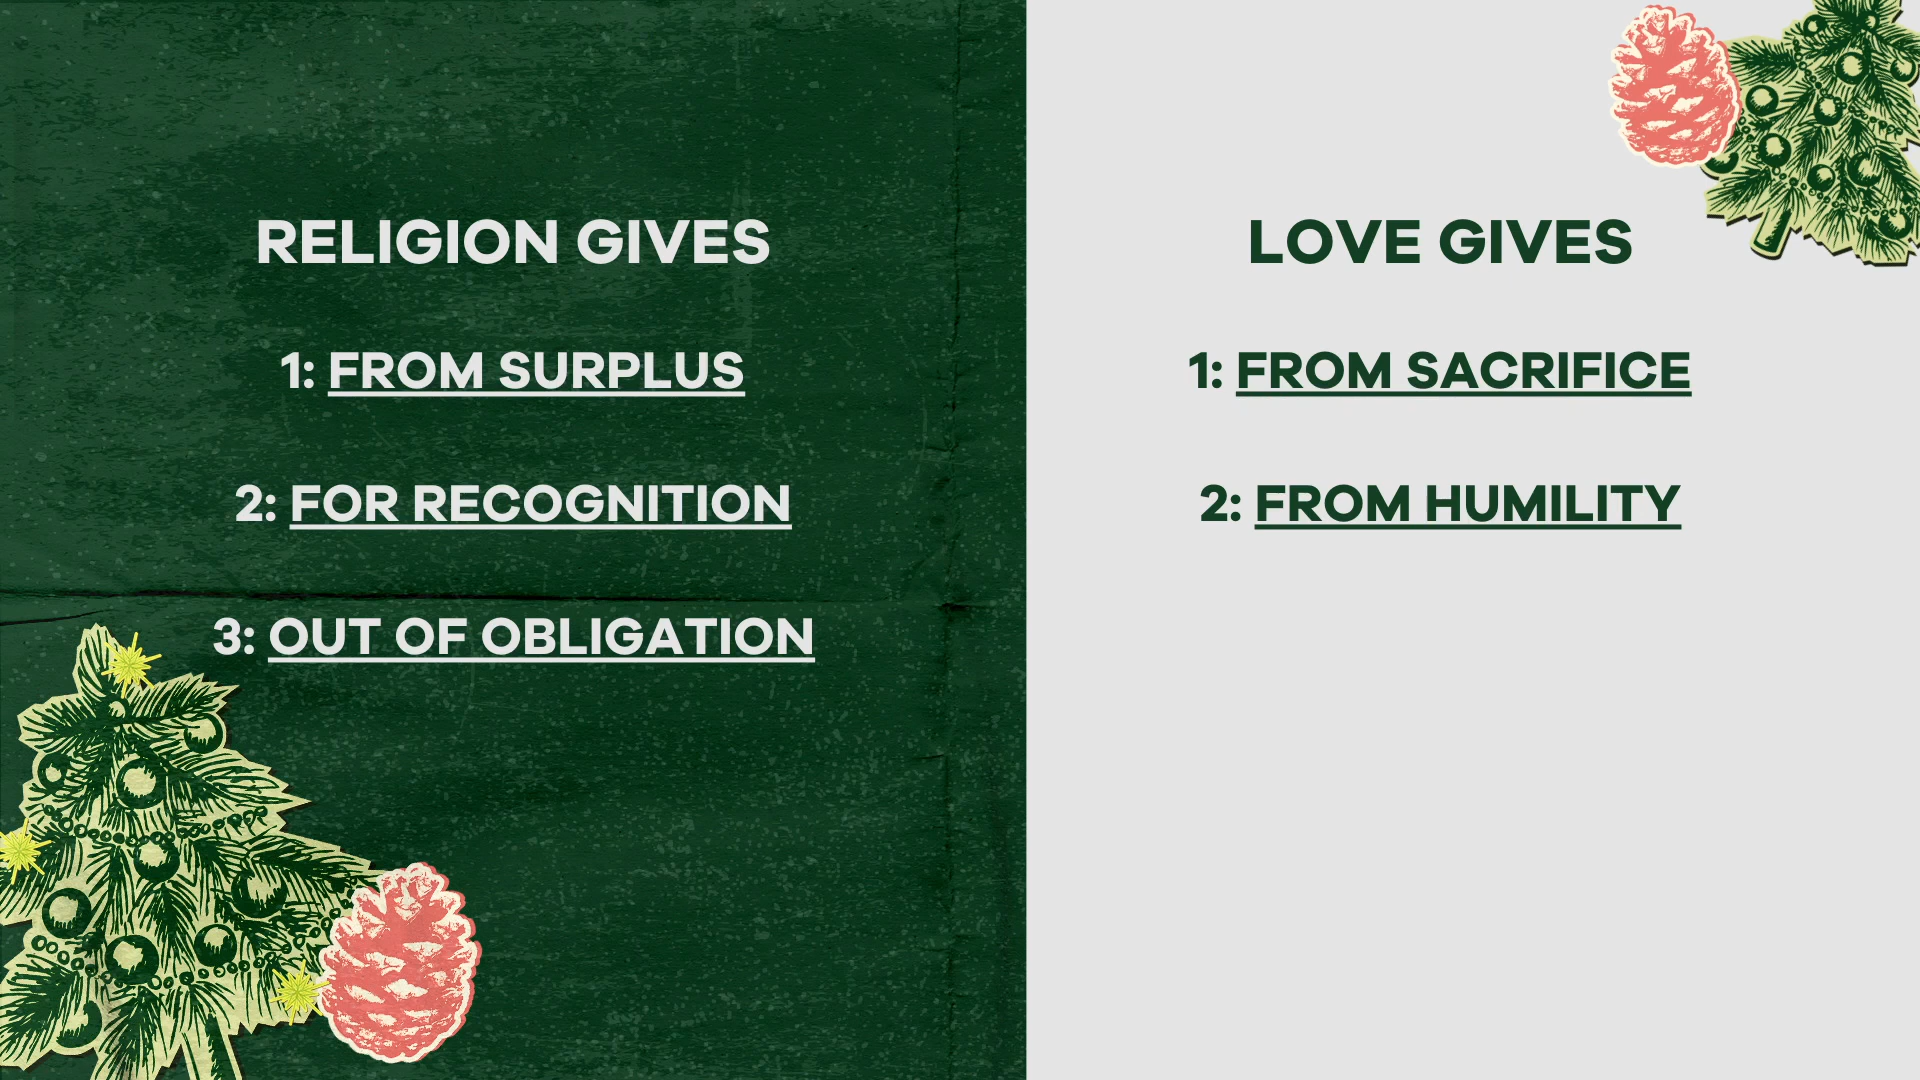 RELIGION GIVES
1: FROM SURPLUS
2: FOR RECOGNITION
3: OUT OF OBLIGATION
LOVE GIVES
1: FROM SACRIFICE
2: FROM HUMILITY